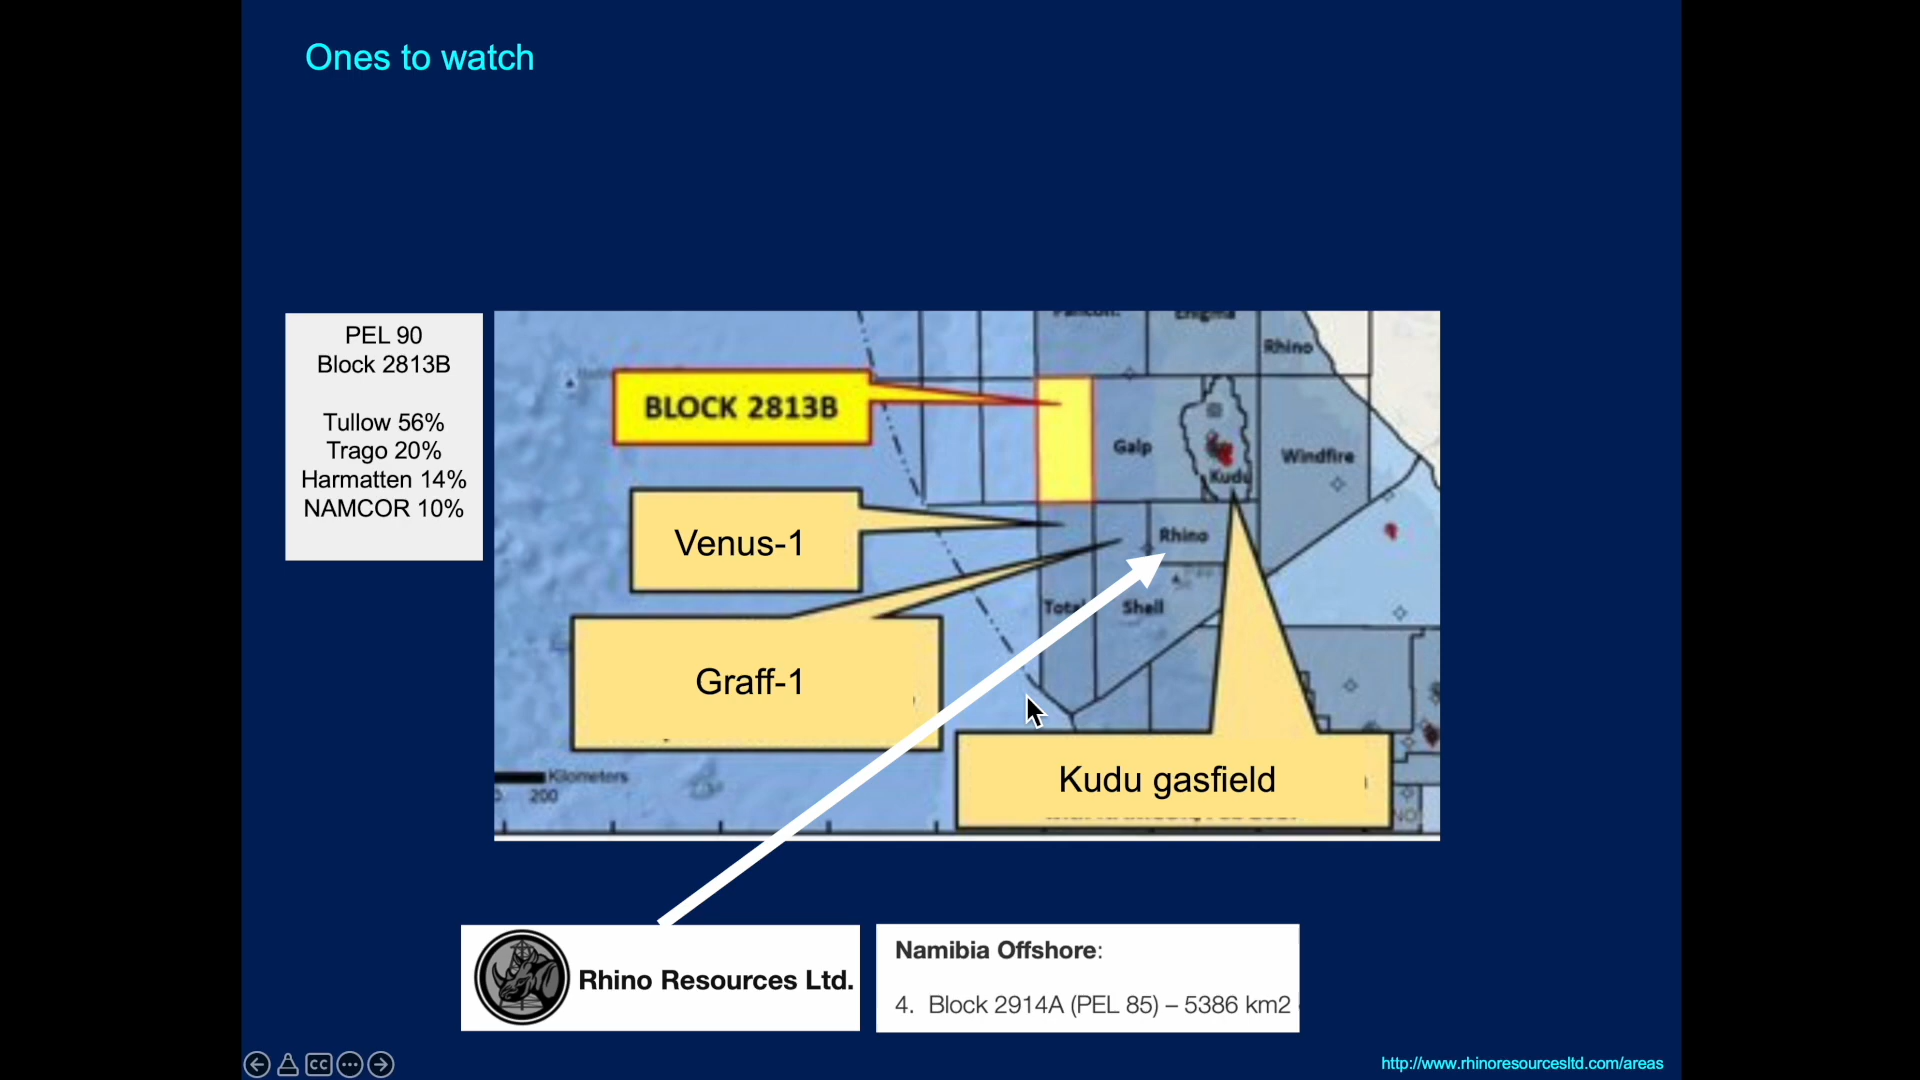 Ones to watch
PEL 90
Block 2813B
Tullow 56%
Trago 20%
Harmatten 14%
NAMCOR 10%
Enigma
Rhino
BLOCK 2813B
Galp
Kudu
Windfire
Venus-1
Rhino
Total
Shell
Graff-1
Kilometers
200
Kudu gasfield
Rhino Resources Ltd.
Namibia Offshore:
4. Block 2914A (PEL 85) – 5386 km2
cc
http://www.rhinoresourcesltd.com/areas